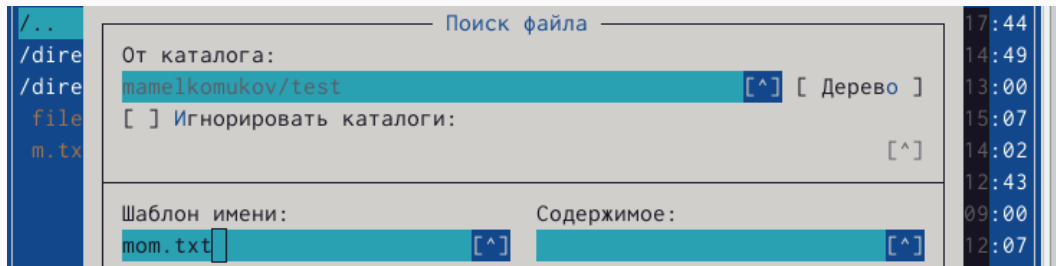 /.. Поиск файла 17:44
/dire От каталога: 14:49
/dire mamelkomukov/test [^] [ Дерево ] 13:00
file [ ] Игнорировать каталоги: 15:07
m.tx [^] 14:02
12:43
Шаблон имени: Содержимое: 09:00
mom.txt [^] [^] 12:07